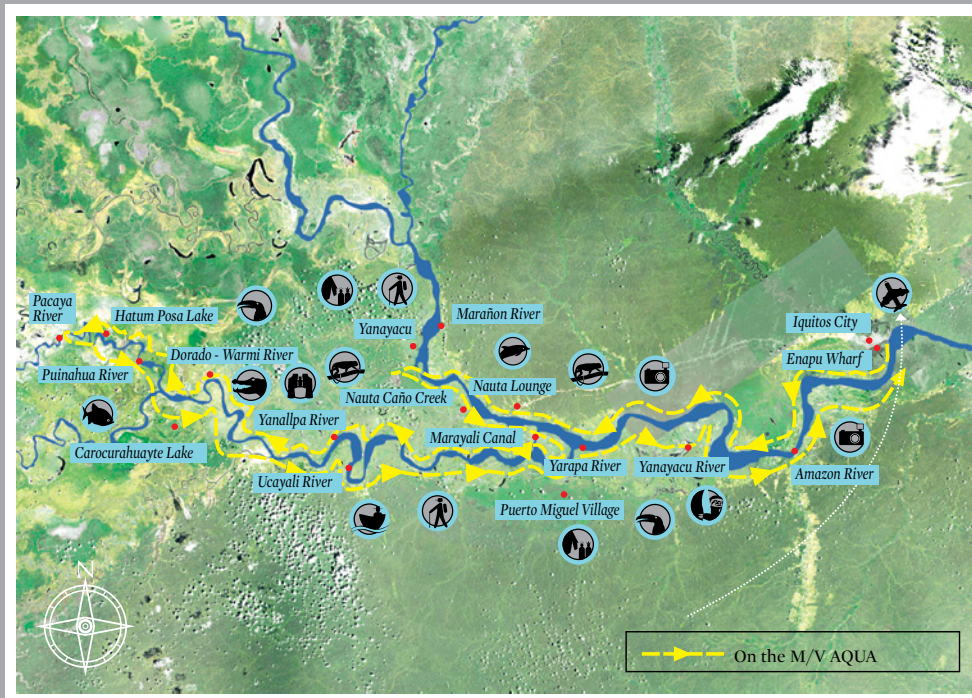 Pacaya
River
Hatum Posa Lake
Puinahua River
Dorado - Warmi River
Carocurahuayte Lake
Yanallpa River
Ucayali River
Yanayacu
Marañon River
Nauta Caño Creek
Nauta Lounge
Marayali Canal
Yarapa River
Puerto Miguel Village
Yanayacu River
Amazon River
Iquitos City
Enapu Wharf
N
On the M/V AQUA